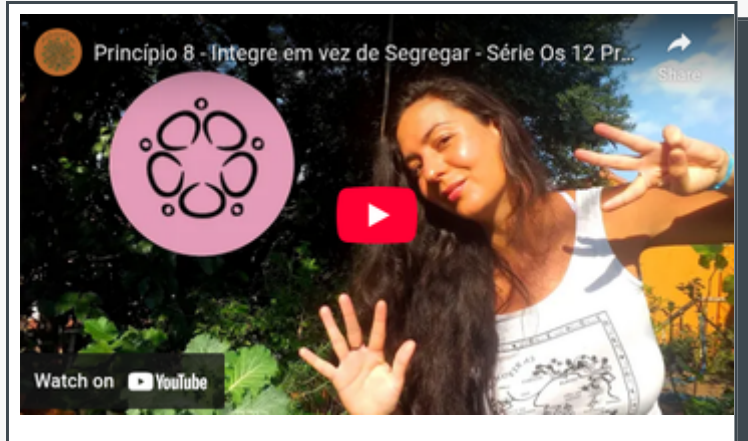 Princípio 8 - Integre em vez de Segregar - Série Os 12 Pr...
Share
Watch on YouTube